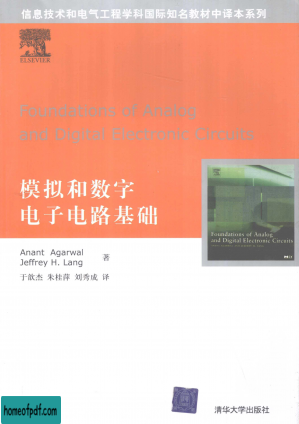 信息技术和电气工程学科国际知名教材中译本系列
ELSEVIER
Foundations of Analog
and Digital Electronic Circuits
模拟和数字
电子电路基础
Foundations of Analog
and Digital Electronic Circuits
Anant Agarwal
Jeffrey H. Lang
著
于歆杰 朱桂萍 刘秀成 译
清华大学出版社
homeofpdf.com